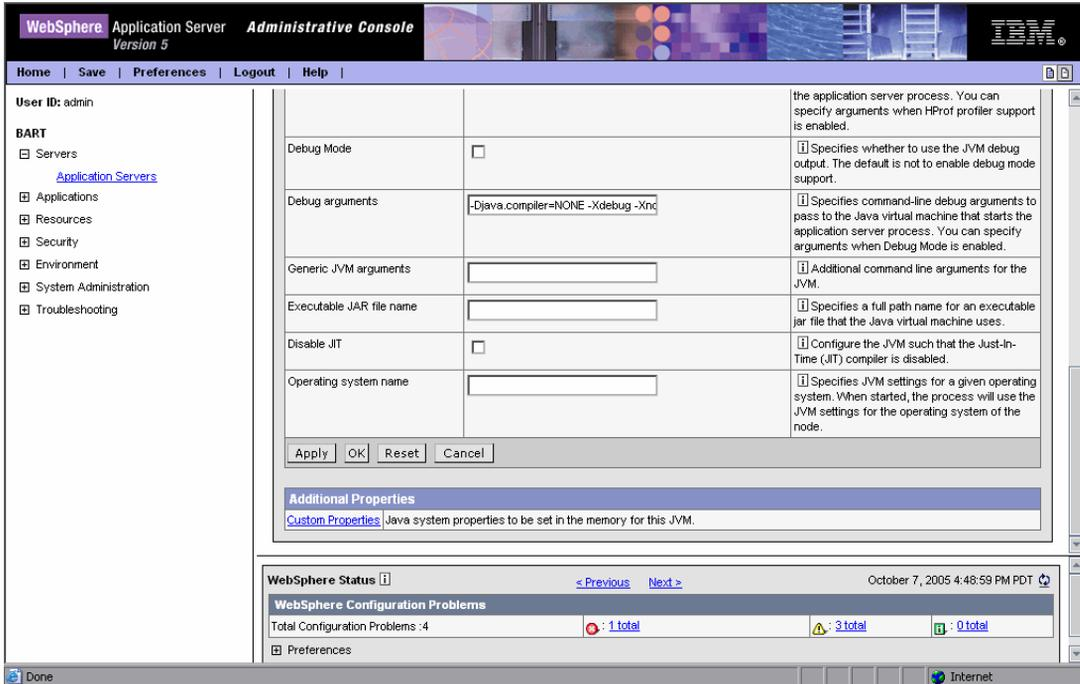 WebSphere Application Server Administrative Console
Version 5
IBM
Home | Save | Preferences | Logout | Help |
User ID: admin
BART
Servers
Application Servers
Applications
Resources
Security
Environment
System Administration
Troubleshooting
the application server process. You can
specify arguments when HProf profiler support
is enabled.
Debug Mode
Specifies whether to use the JVM debug
output. The default is not to enable debug mode
support.
Debug arguments
-Djava.compiler=NONE -Xdebug -Xno
Specifies command-line debug arguments to
pass to the Java virtual machine that starts the
application server process. You can specify
arguments when Debug Mode is enabled.
Generic JVM arguments
Additional command line arguments for the
JVM.
Executable JAR file name
Specifies a full path name for an executable
jar file that the Java virtual machine uses.
Disable JIT
Configure the JVM such that the Just-In-
Time (JIT) compiler is disabled.
Operating system name
Specifies JVM settings for a given operating
system. When started, the process will use the
JVM settings for the operating system of the
node.
Apply OK Reset Cancel
Additional Properties
Custom Properties Java system properties to be set in the memory for this JVM.
WebSphere Status < Previous Next > October 7, 2005 4:48:59 PM PDT
WebSphere Configuration Problems
Total Configuration Problems :4 : 1 total : 3 total : 0 total
Preferences
Done Internet